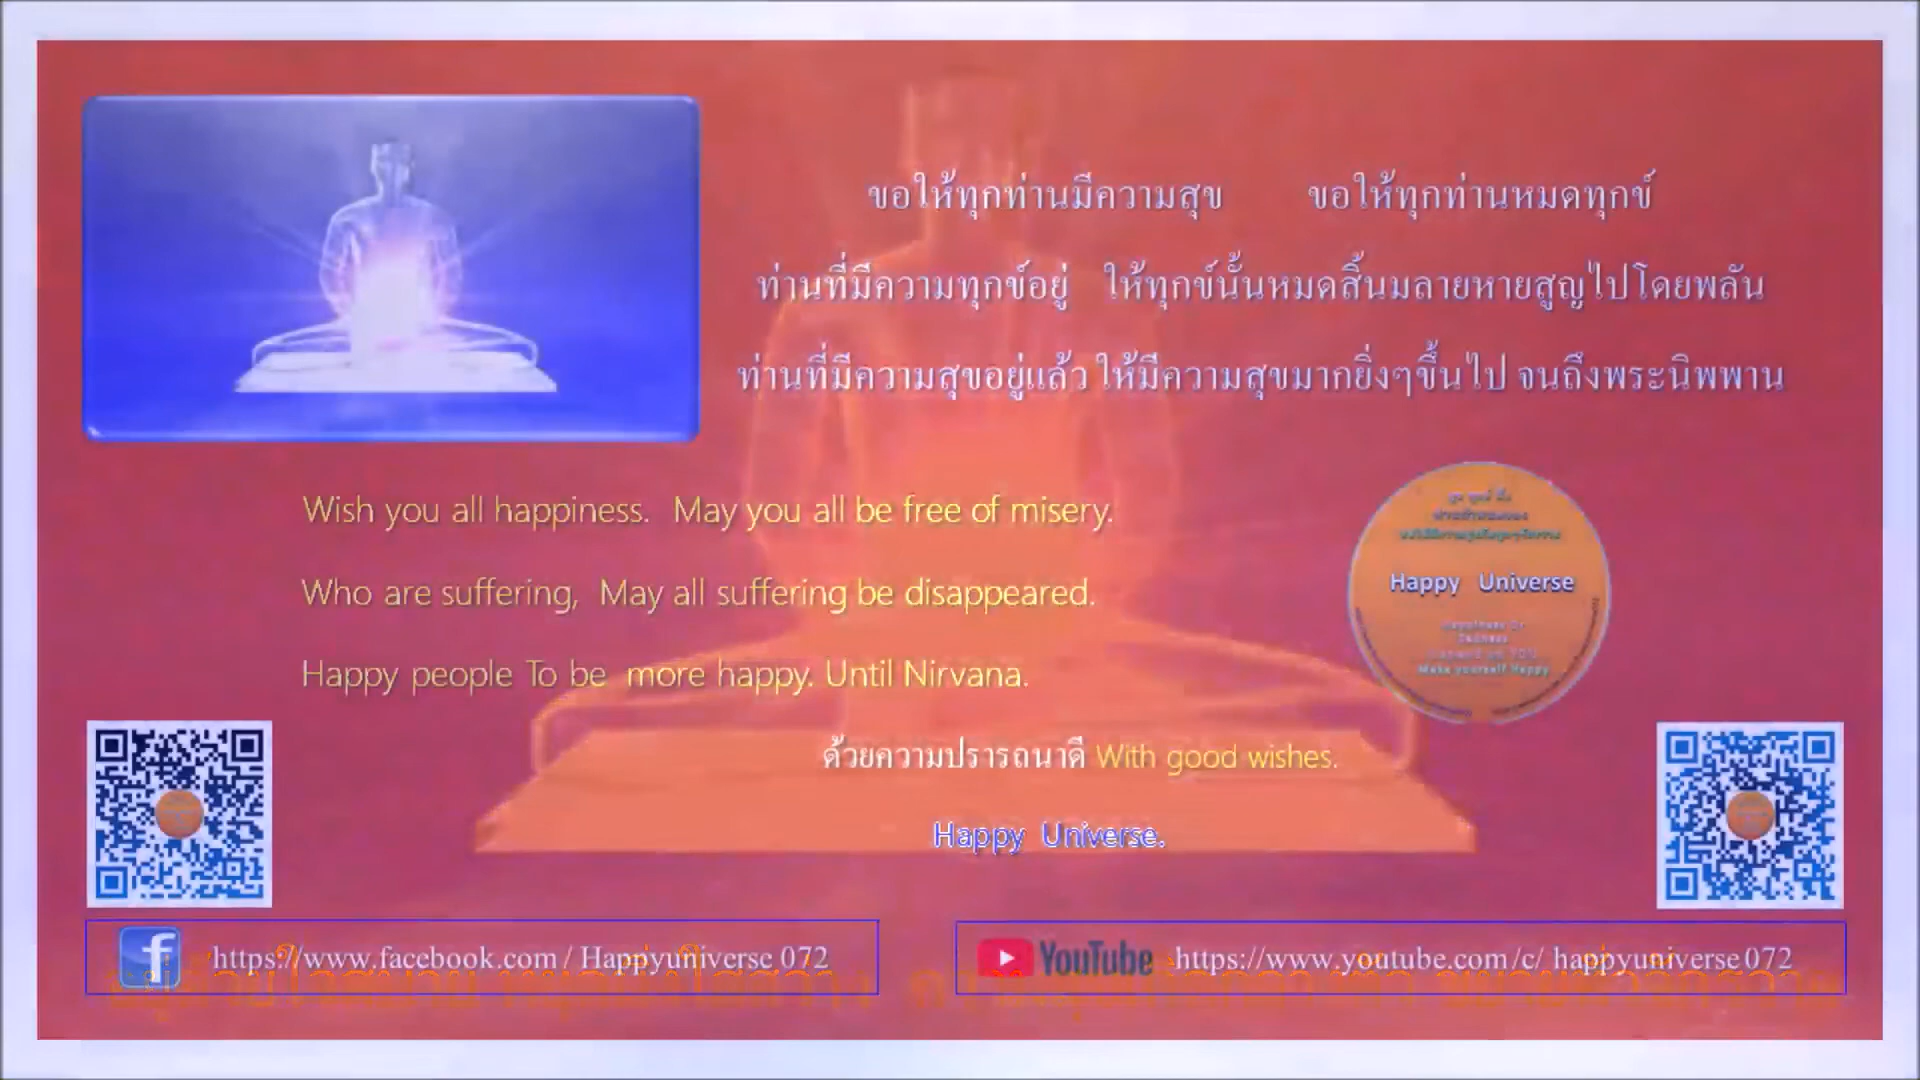 ขอให้ทุกท่านมีความสุข ขอให้ทุกท่านหมดทุกข์
ท่านที่มีความทุกข์อยู่ ให้ทุกข์นั้นหมดสิ้นมลายหายสูญไปโดยพลัน
ท่านที่มีความสุขอยู่แล้ว ให้มีความสุขมากยิ่งๆขึ้นไป จนถึงพระนิพพาน
Wish you all happiness. May you all be free of misery.
Who are suffering, May all suffering be disappeared.
Happy people To be more happy. Until Nirvana.
Happy Universe
Make yourself Happy
ด้วยความปรารถนาดี With good wishes.
Happy Universe.
https://www.facebook.com / Happyuniverse 072
YouTube https://www.youtube.com /c/ happyuniverse072